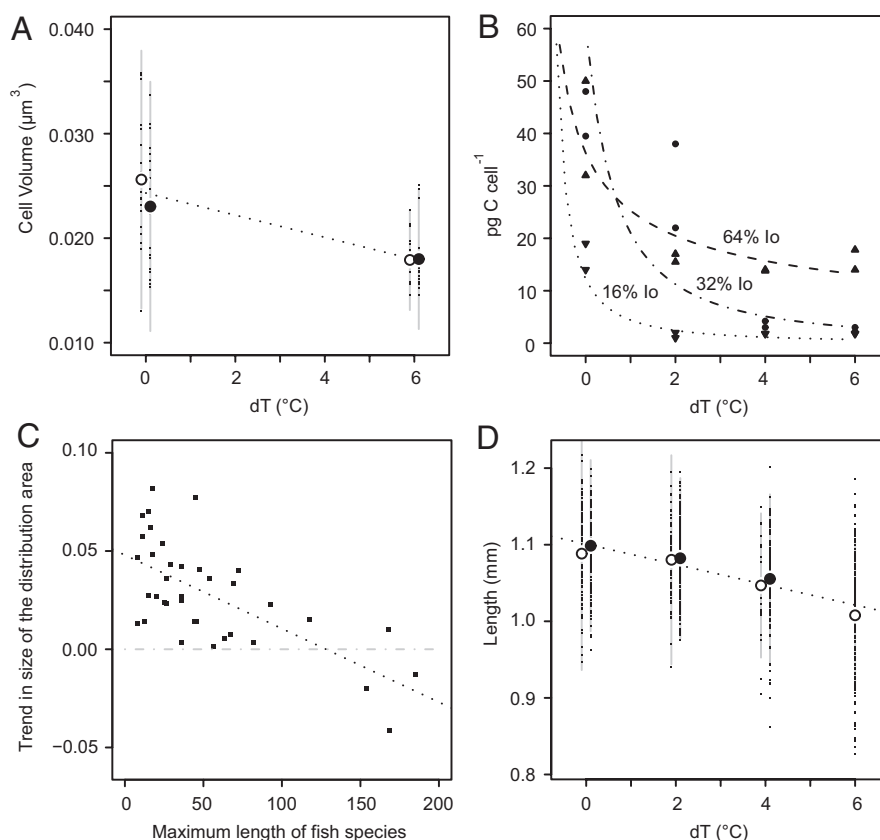 A
Cell Volume (µm³)
0.040
0.030
0.020
0.010
0 2 4 6
dT (°C)
B
pg C cell⁻¹
60
50
40
30
20
10
0
64% Io
32% Io
16% Io
0 2 4 6
dT (°C)
C
Trend in size of the distribution area
0.10
0.05
0.00
−0.05
0 50 100 150 200
Maximum length of fish species
D
Length (mm)
1.2
1.1
1.0
0.9
0.8
0 2 4 6
dT (°C)